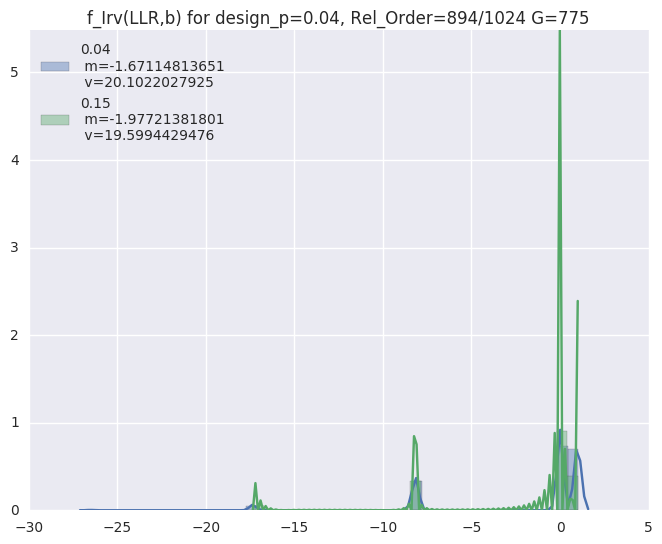 f_Irv(LLR,b) for design_p=0.04, Rel_Order=894/1024 G=775
0.04
m=-1.67114813651
v=20.1022027925
0.15
m=-1.97721381801
v=19.5994429476
5
4
3
2
1
0
−30 −25 −20 −15 −10 −5 0 5